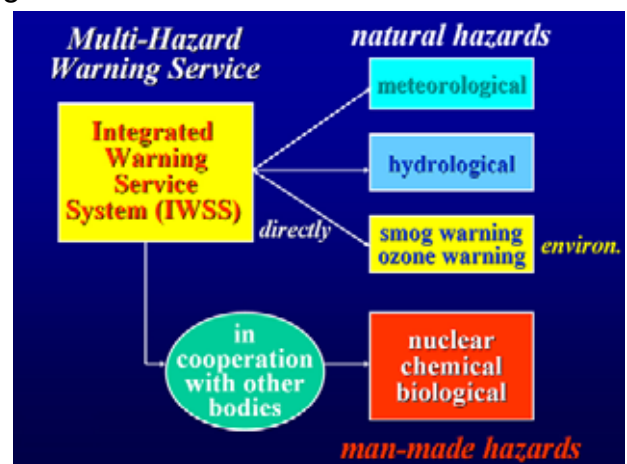 Multi-Hazard
Warning Service
natural hazards
meteorological
Integrated
Warning
Service
System (IWSS)
hydrological
directly
smog warning
ozone warning
environ.
in
cooperation
with other
bodies
nuclear
chemical
biological
man-made hazards